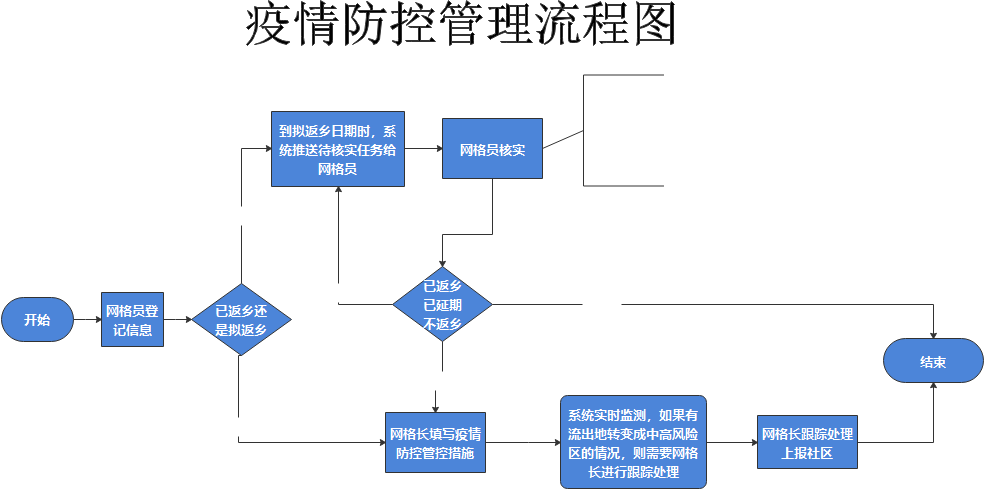 疫情防控管理流程图
到拟返乡日期时，系
统推送待核实任务给
网格员
网格员核实
已返乡
已延期
不返乡
开始
网格员登
记信息
已返乡还
是拟返乡
结束
网格长填写疫情
防控管控措施
系统实时监测，如果有
流出地转变成中高风险
区的情况，则需要网格
长进行跟踪处理
网格长跟踪处理
上报社区